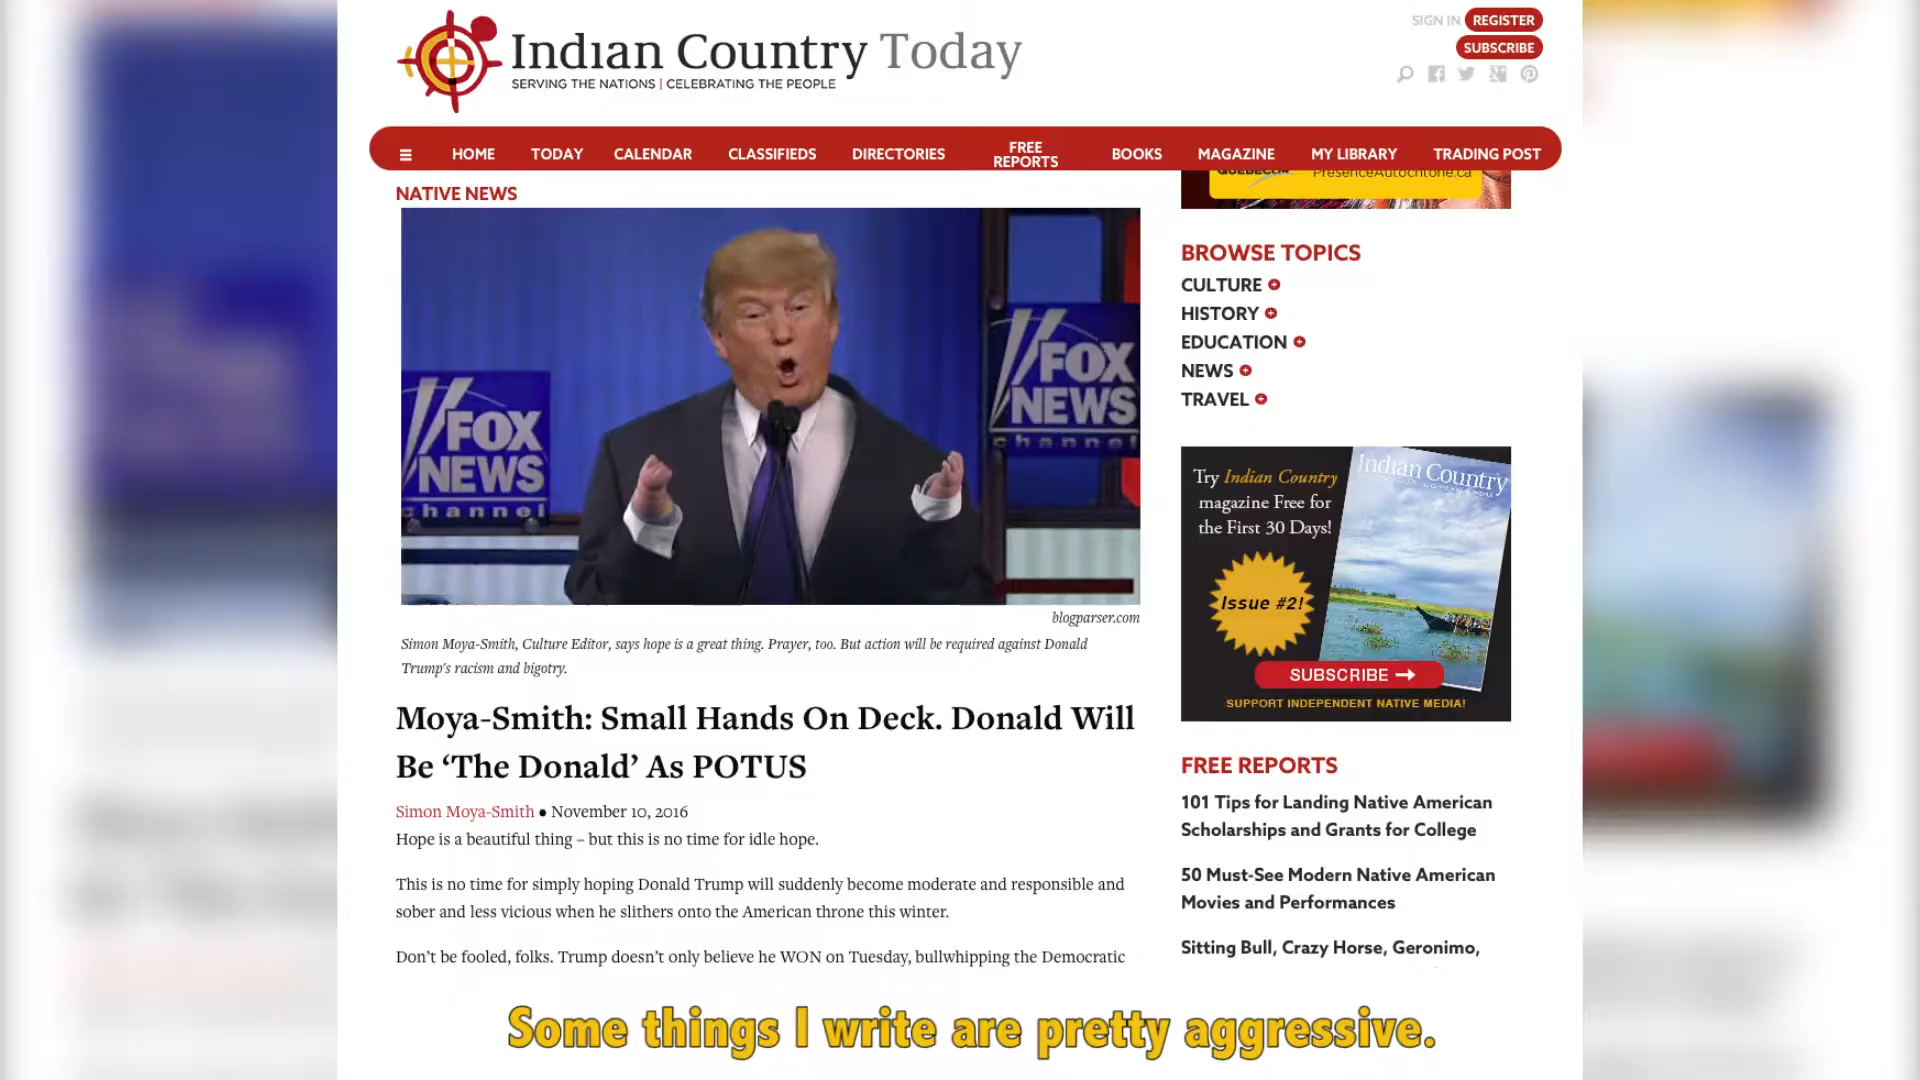 Indian Country Today
SERVING THE NATIONS | CELEBRATING THE PEOPLE
SIGN IN REGISTER
SUBSCRIBE
HOME TODAY CALENDAR CLASSIFIEDS DIRECTORIES FREE REPORTS BOOKS MAGAZINE MY LIBRARY TRADING POST
NATIVE NEWS
FOX
NEWS
channel
FOX
NEWS
channel
blogparser.com
Simon Moya-Smith, Culture Editor, says hope is a great thing. Prayer, too. But action will be required against Donald
Trump's racism and bigotry.
Moya-Smith: Small Hands On Deck. Donald Will
Be ‘The Donald’ As POTUS
Simon Moya-Smith ● November 10, 2016
Hope is a beautiful thing – but this is no time for idle hope.
This is no time for simply hoping Donald Trump will suddenly become moderate and responsible and
sober and less vicious when he slithers onto the American throne this winter.
Don’t be fooled, folks. Trump doesn’t only believe he WON on Tuesday, bullwhipping the Democratic
PresenceAutochtone.ca
BROWSE TOPICS
CULTURE
HISTORY
EDUCATION
NEWS
TRAVEL
Try Indian Country
magazine Free for
the First 30 Days!
Indian Country
Issue #2!
SUBSCRIBE
SUPPORT INDEPENDENT NATIVE MEDIA!
FREE REPORTS
101 Tips for Landing Native American
Scholarships and Grants for College
50 Must-See Modern Native American
Movies and Performances
Sitting Bull, Crazy Horse, Geronimo,
Some things I write are pretty aggressive.